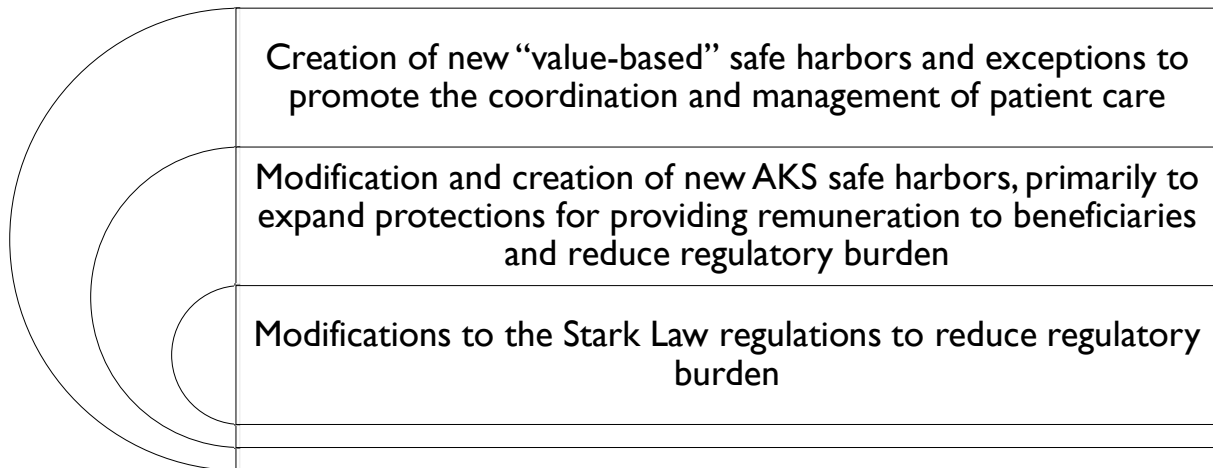 Creation of new “value-based” safe harbors and exceptions to
promote the coordination and management of patient care
Modification and creation of new AKS safe harbors, primarily to
expand protections for providing remuneration to beneficiaries
and reduce regulatory burden
Modifications to the Stark Law regulations to reduce regulatory
burden